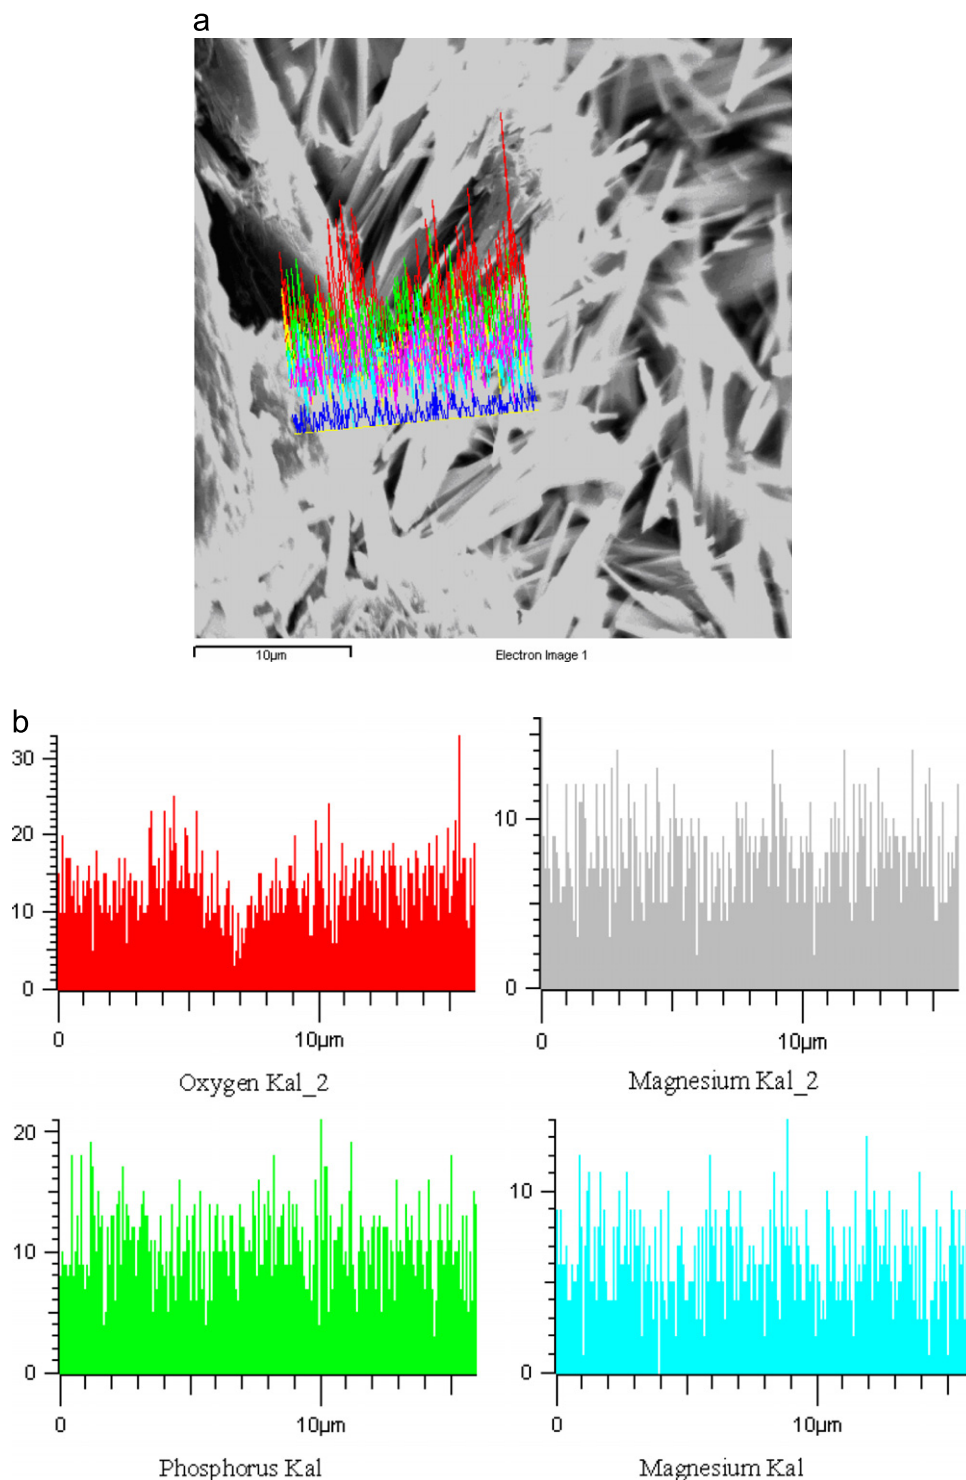 a
10µm Electron Image 1
b
30
20
10
0
0 10µm
Oxygen Kal_2
10
0
0 10µm
Magnesium Kal_2
20
10
0
0 10µm
Phosphorus Kal
10
0
0 10µm
Magnesium Kal